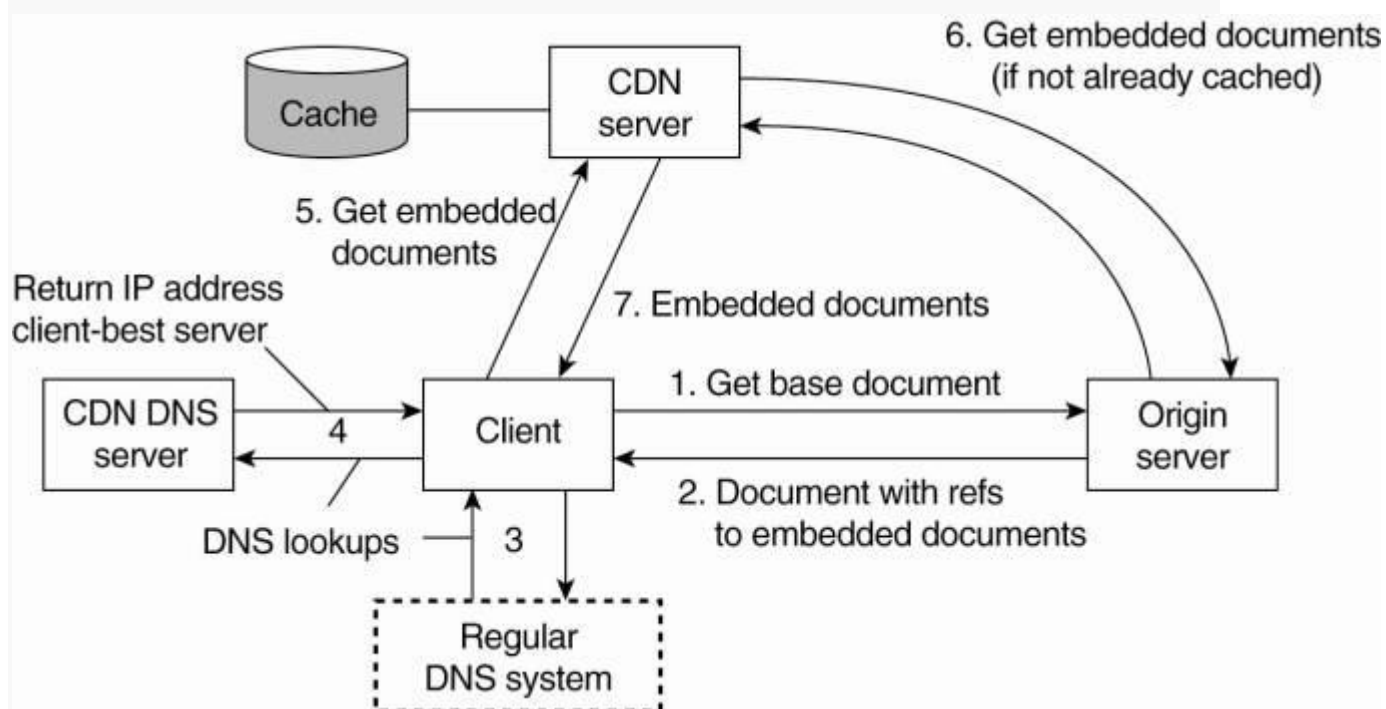 6. Get embedded documents
(if not already cached)
CDN
server
Cache
5. Get embedded
documents
Return IP address
client-best server
7. Embedded documents
1. Get base document
CDN DNS
server
4
Client
Origin
server
2. Document with refs
to embedded documents
DNS lookups
3
Regular
DNS system